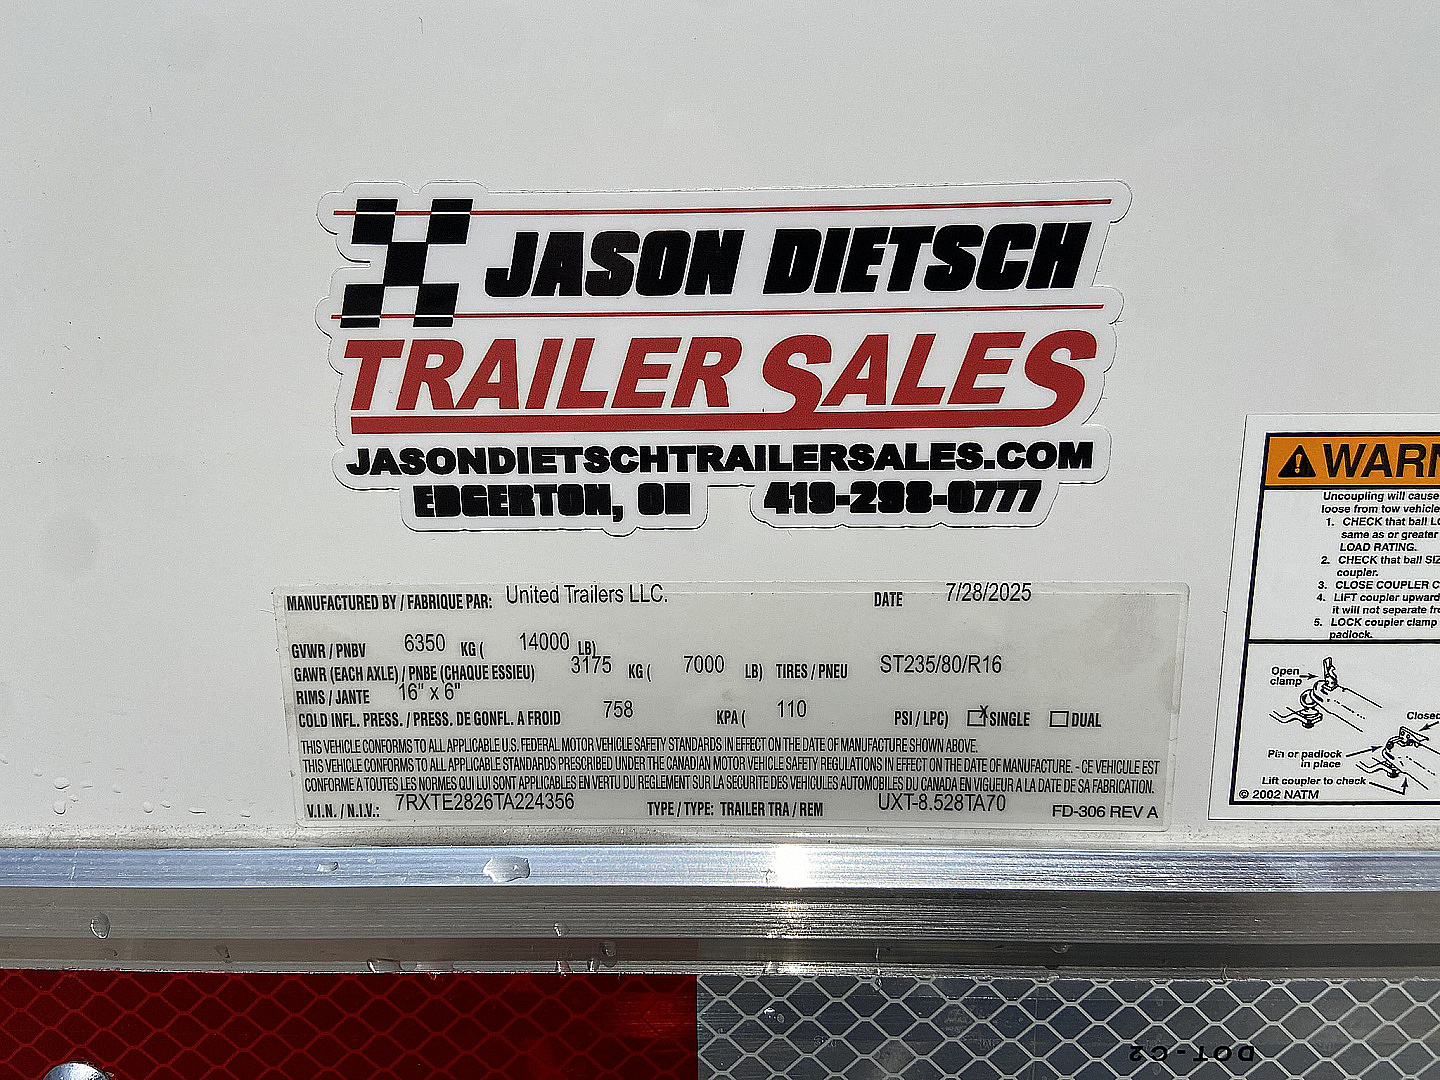 JASON DIETSCH
TRAILER SALES
JASONDIETSCHTRAILERSALES.COM
EDGERTON, OH 419-298-0777
MANUFACTURED BY / FABRIQUE PAR: United Trailers LLC. DATE 7/28/2025
GVWR / PNBV 6350 KG ( 14000 LB)
GAWR (EACH AXLE) / PNBE (CHAQUE ESSIEU) 3175 KG ( 7000 LB) TIRES / PNEU ST235/80/R16
RIMS / JANTE 16" x 6"
COLD INFL. PRESS. / PRESS. DE GONFL. A FROID 758 KPA ( 110 PSI / LPC) X SINGLE DUAL
THIS VEHICLE CONFORMS TO ALL APPLICABLE U.S. FEDERAL MOTOR VEHICLE SAFETY STANDARDS IN EFFECT ON THE DATE OF MANUFACTURE SHOWN ABOVE.
THIS VEHICLE CONFORMS TO ALL APPLICABLE STANDARDS PRESCRIBED UNDER THE CANADIAN MOTOR VEHICLE SAFETY REGULATIONS IN EFFECT ON THE DATE OF MANUFACTURE. - CE VEHICULE EST
CONFORME A TOUTES LES NORMES QUI LUI SONT APPLICABLES EN VERTU DU REGLEMENT SUR LA SECURITE DES VEHICULES AUTOMOBILES DU CANADA EN VIGUEUR A LA DATE DE SA FABRICATION.
V.I.N. / N.I.V.: 7RXTE2826TA224356 TYPE / TYPE: TRAILER TRA / REM UXT-8.528TA70 FD-306 REV A
WARN
Uncoupling will cause
loose from tow vehicle
1. CHECK that ball LO
same as or greater
LOAD RATING.
2. CHECK that ball SIZ
coupler.
3. CLOSE COUPLER C
4. LIFT coupler upward
it will not separate fro
5. LOCK coupler clamp
padlock.
Open
clamp
Closed
Pin or padlock
in place
Lift coupler to check
© 2002 NATM
DOT-C2